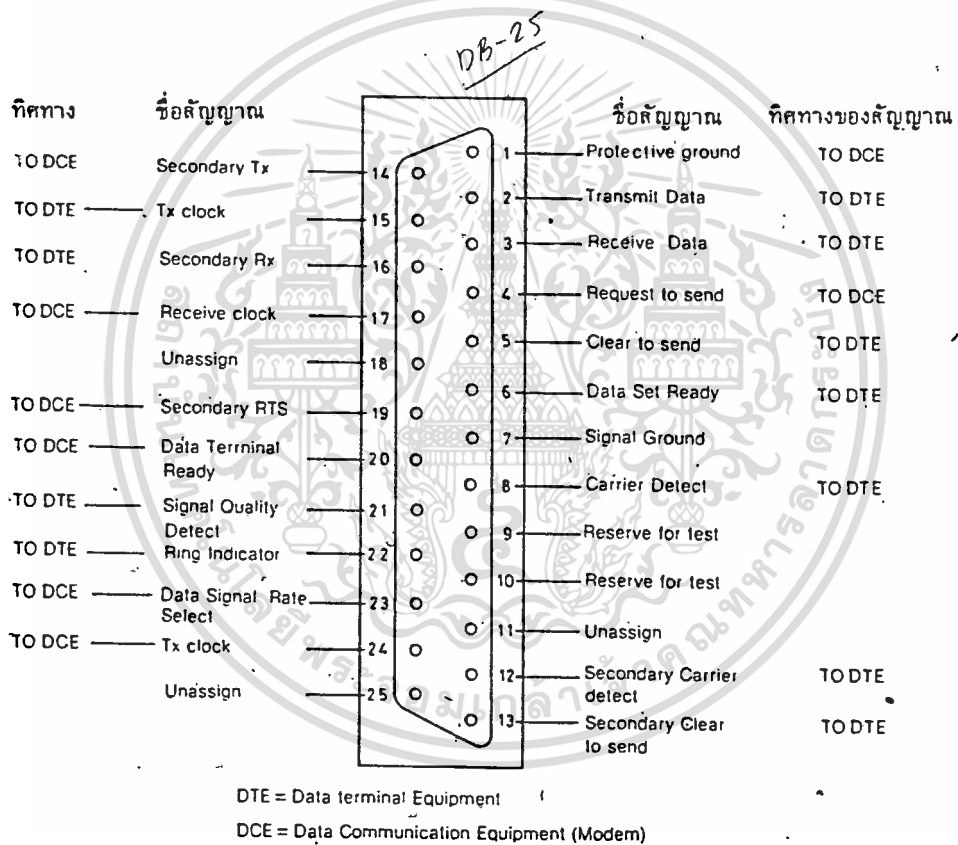 DB-25
ทิศทาง ชื่อสัญญาณ ชื่อสัญญาณ ทิศทางของสัญญาณ
1 Protective ground TO DCE
TO DCE Secondary Tx 14
2 Transmit Data TO DTE
TO DTE Tx clock 15
3 Receive Data TO DTE
TO DTE Secondary Rx 16
4 Request to send TO DCE
TO DCE Receive clock 17
5 Clear to send TO DTE
Unassign 18
6 Data Set Ready TO DTE
TO DCE Secondary RTS 19
7 Signal Ground
TO DCE Data Terminal 20
Ready
8 Carrier Detect TO DTE
TO DTE Signal Quality 21
Detect
9 Reserve for test
TO DTE Ring Indicator 22
10 Reserve for test
TO DCE Data Signal Rate 23
Select
11 Unassign
TO DCE Tx clock 24
12 Secondary Carrier TO DTE
detect
Unassign 25
13 Secondary Clear TO DTE
to send
DTE = Data terminal Equipment
DCE = Data Communication Equipment (Modem)